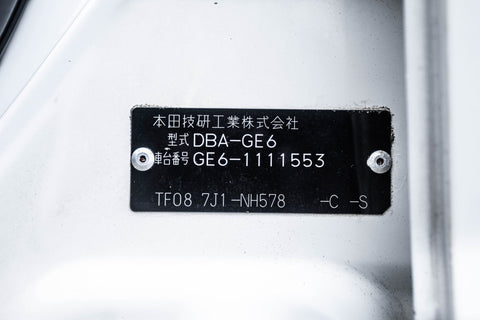 本田技研工業株式会社
型式 DBA-GE6
車台番号 GE6-1111553
TF08 7J1-NH578 -C -S